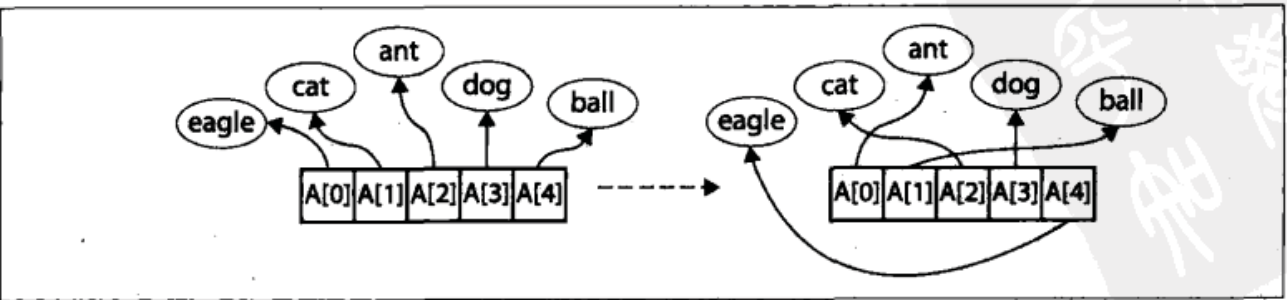 ant ant
cat dog cat dog
ball ball
eagle eagle
A[0] A[1] A[2] A[3] A[4] A[0] A[1] A[2] A[3] A[4]